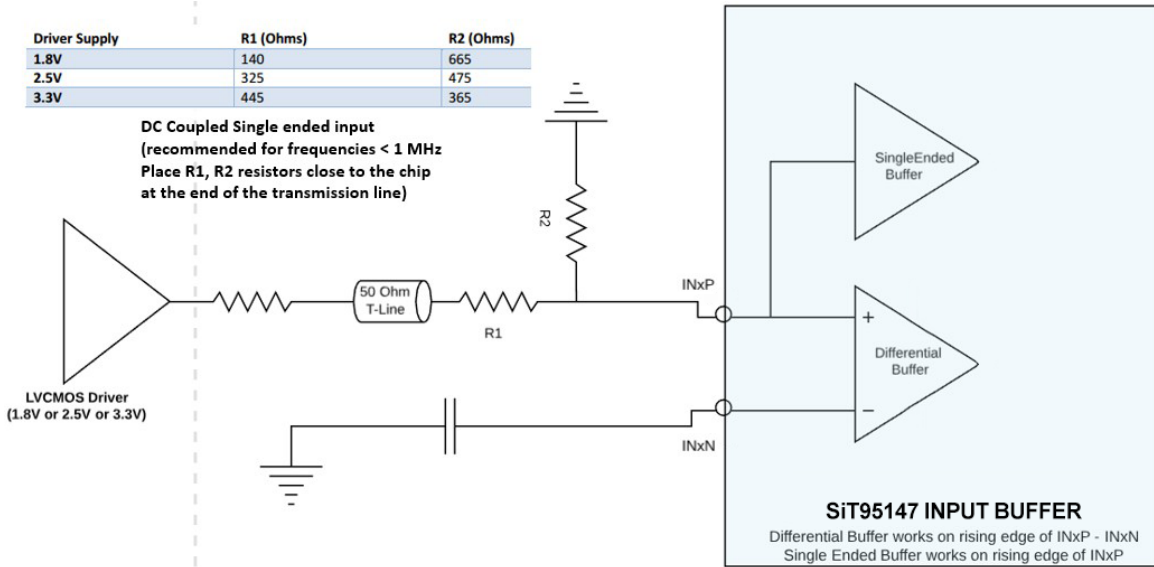 Driver Supply R1 (Ohms) R2 (Ohms)
1.8V 140 665
2.5V 325 475
3.3V 445 365
DC Coupled Single ended input
(recommended for frequencies < 1 MHz
Place R1, R2 resistors close to the chip
at the end of the transmission line)
SingleEnded
Buffer
R2
INxP
50 Ohm
T-Line
R1
+
Differential
Buffer
−
LVCMOS Driver
(1.8V or 2.5V or 3.3V)
INxN
SiT95147 INPUT BUFFER
Differential Buffer works on rising edge of INxP - INxN
Single Ended Buffer works on rising edge of INxP